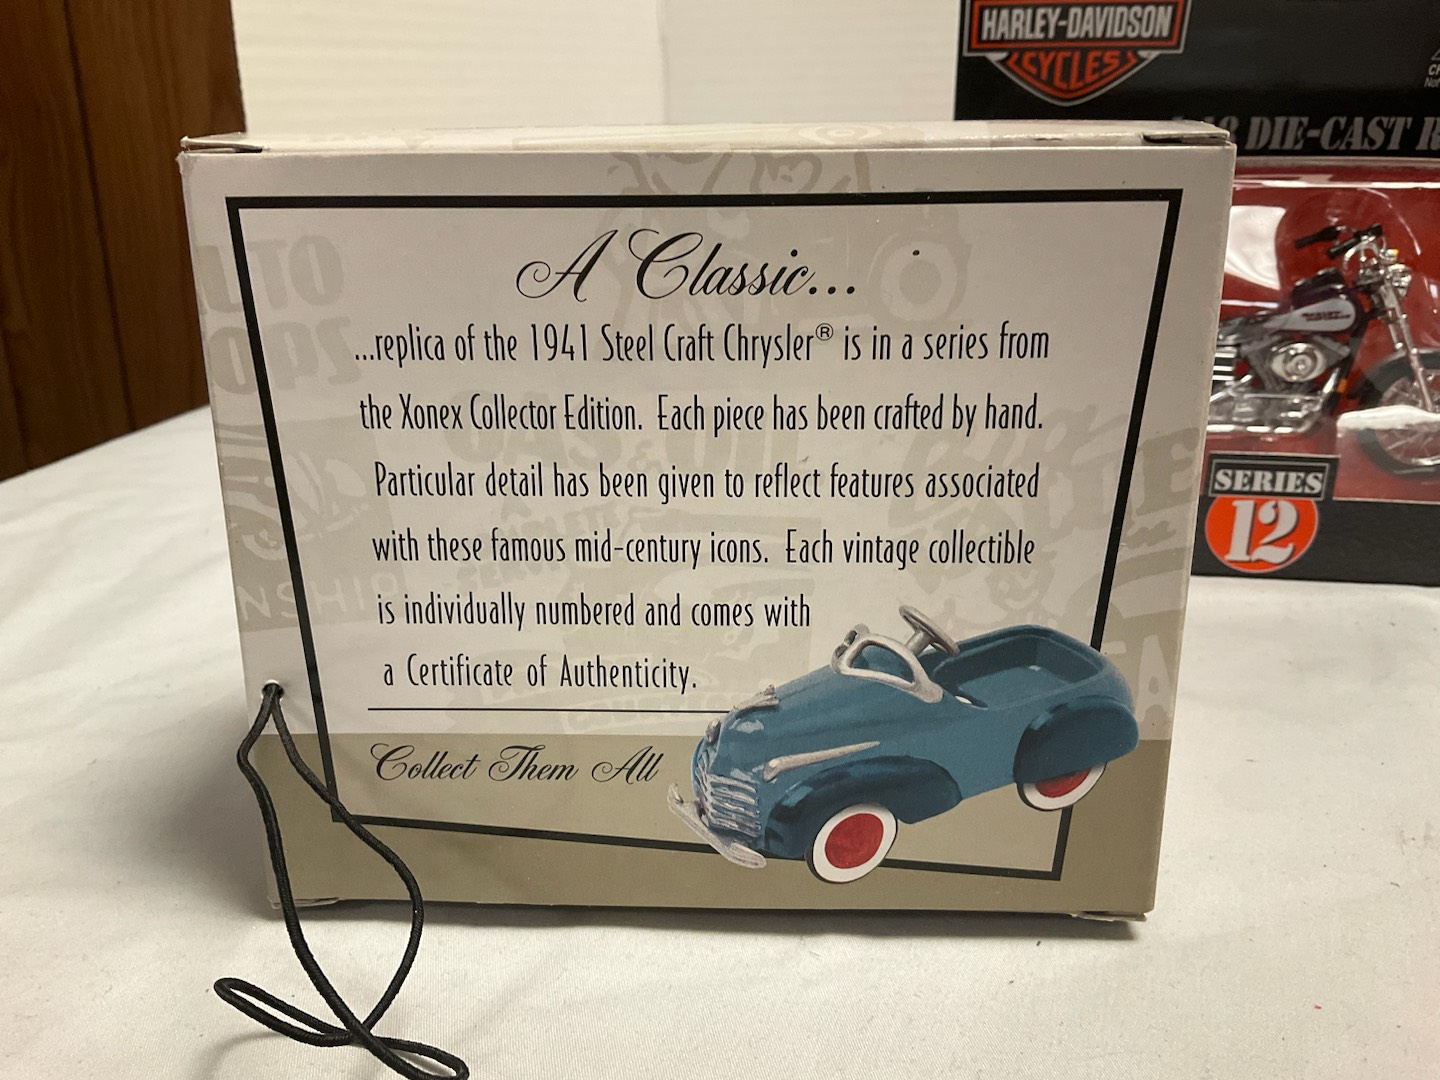 HARLEY-DAVIDSON
CYCLES
DIE-CAST
SERIES
12
A Classic...
...replica of the 1941 Steel Craft Chrysler® is in a series from
the Xonex Collector Edition. Each piece has been crafted by hand.
Particular detail has been given to reflect features associated
with these famous mid-century icons. Each vintage collectible
is individually numbered and comes with
a Certificate of Authenticity.
Collect Them All